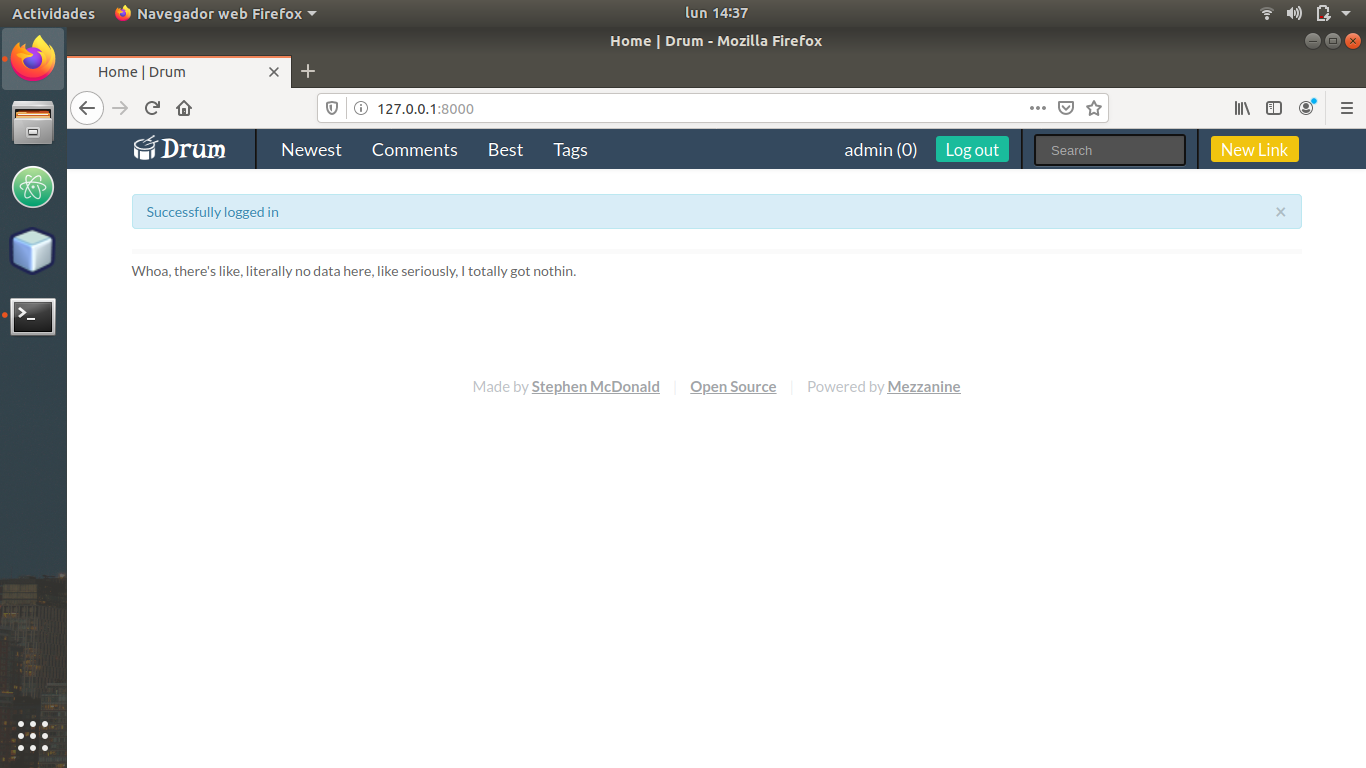 Actividades Navegador web Firefox lun 14:37
Home | Drum - Mozilla Firefox
Home | Drum
127.0.0.1:8000
Drum Newest Comments Best Tags admin (0) Log out Search New Link
Successfully logged in ×
Whoa, there's like, literally no data here, like seriously, I totally got nothin.
Made by Stephen McDonald | Open Source | Powered by Mezzanine